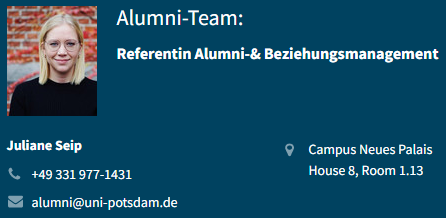 Alumni-Team:
Referentin Alumni-& Beziehungsmanagement
Juliane Seip
+49 331 977-1431
alumni@uni-potsdam.de
Campus Neues Palais
House 8, Room 1.13